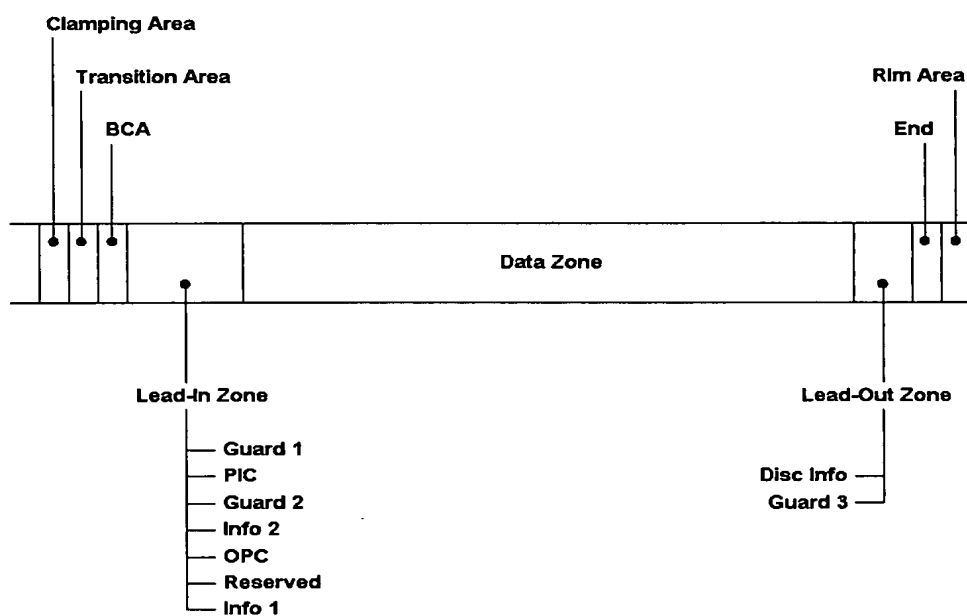 Clamping Area
Transition Area
Rim Area
BCA
End
Data Zone
Lead-In Zone
Lead-Out Zone
Guard 1
PIC
Guard 2
Info 2
OPC
Reserved
Info 1
Disc Info
Guard 3